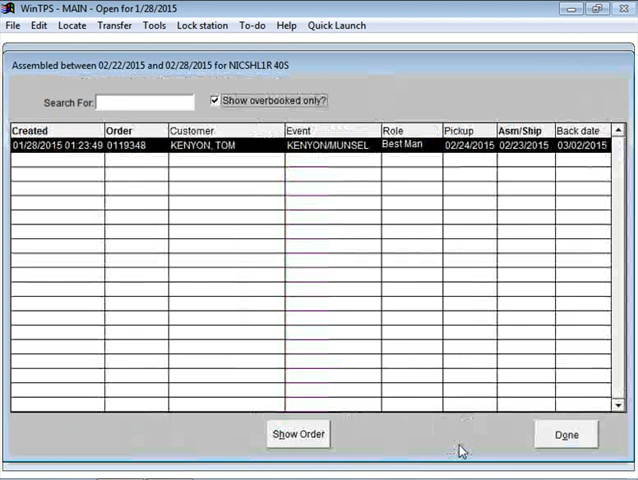 WinTPS - MAIN - Open for 1/28/2015
File Edit Locate Transfer Tools Lock station To-do Help Quick Launch
Assembled between 02/22/2015 and 02/28/2015 for NICSHL1R 40S
Search For: Show overbooked only?
Created Order Customer Event Role Pickup Asm/Ship Back date
01/28/2015 01:23:49 0119348 KENYON, TOM KENYON/MUNSEL Best Man 02/24/2015 02/23/2015 03/02/2015
Show Order Done